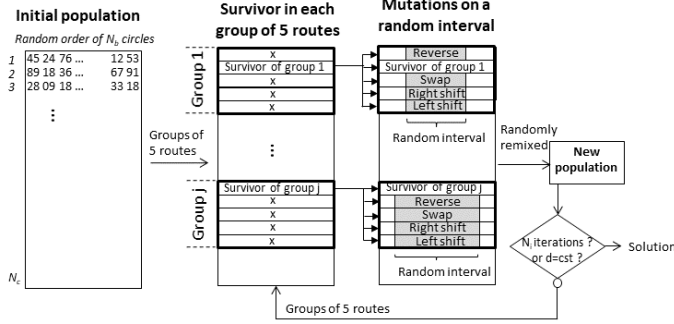 Initial population
Random order of N_b circles
1 45 24 76 ... 12 53
2 89 18 36 ... 67 91
3 28 09 18 ... 33 18
⋮
N_c
Groups of
5 routes
Survivor in each
group of 5 routes
Group 1
x
Survivor of group 1
x
x
x
⋮
Group j
Survivor of group j
x
x
x
x
Mutations on a
random interval
Reverse
Survivor of group 1
Swap
Right shift
Left shift
Random interval
Survivor of group j
Reverse
Swap
Right shift
Left shift
Random interval
Randomly
remixed
New
population
N_i iterations ?
or d=cst ?
Solution
Groups of 5 routes